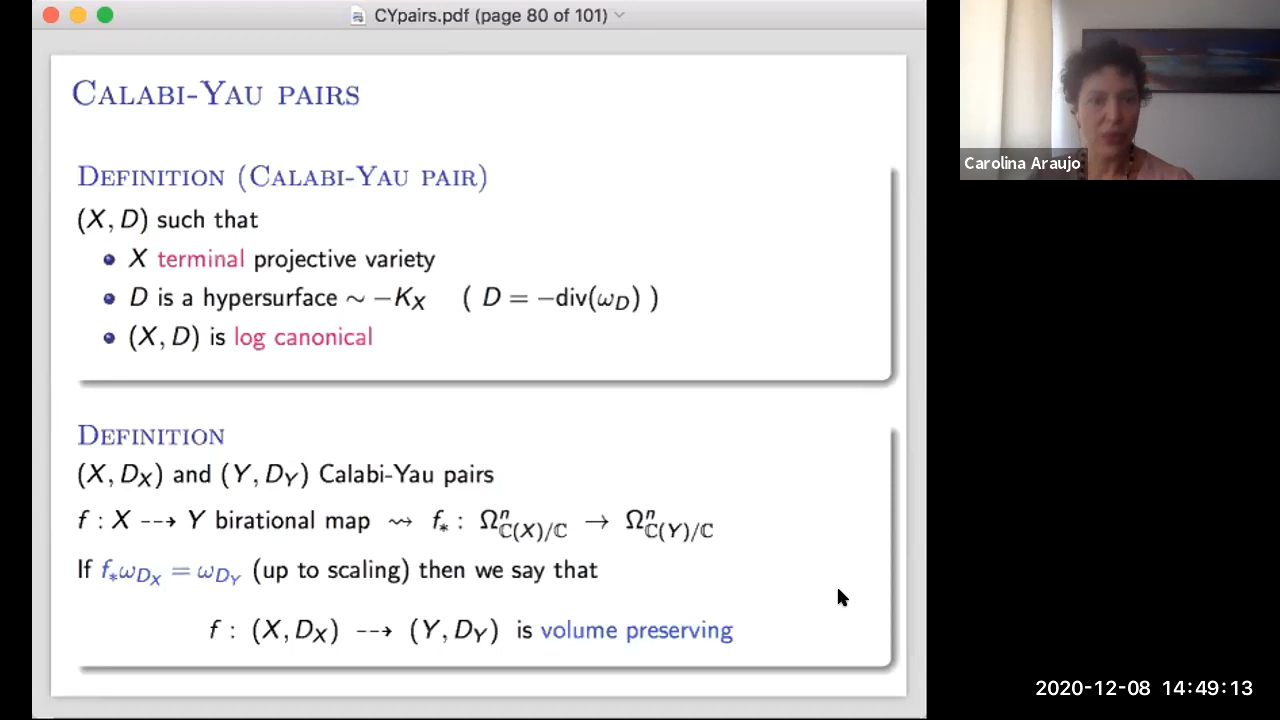 CYpairs.pdf (page 80 of 101)
CALABI-YAU PAIRS
DEFINITION (CALABI-YAU PAIR)
(X, D) such that
• X terminal projective variety
• D is a hypersurface ∼ −K_X ( D = −div(ω_D) )
• (X, D) is log canonical
DEFINITION
(X, D_X) and (Y, D_Y) Calabi-Yau pairs
f : X ⇢ Y birational map ⇝ f_* : Ω^n_{ℂ(X)/ℂ} → Ω^n_{ℂ(Y)/ℂ}
If f_*ω_{D_X} = ω_{D_Y} (up to scaling) then we say that
f : (X, D_X) ⇢ (Y, D_Y) is volume preserving
Carolina Araujo
2020-12-08 14:49:13